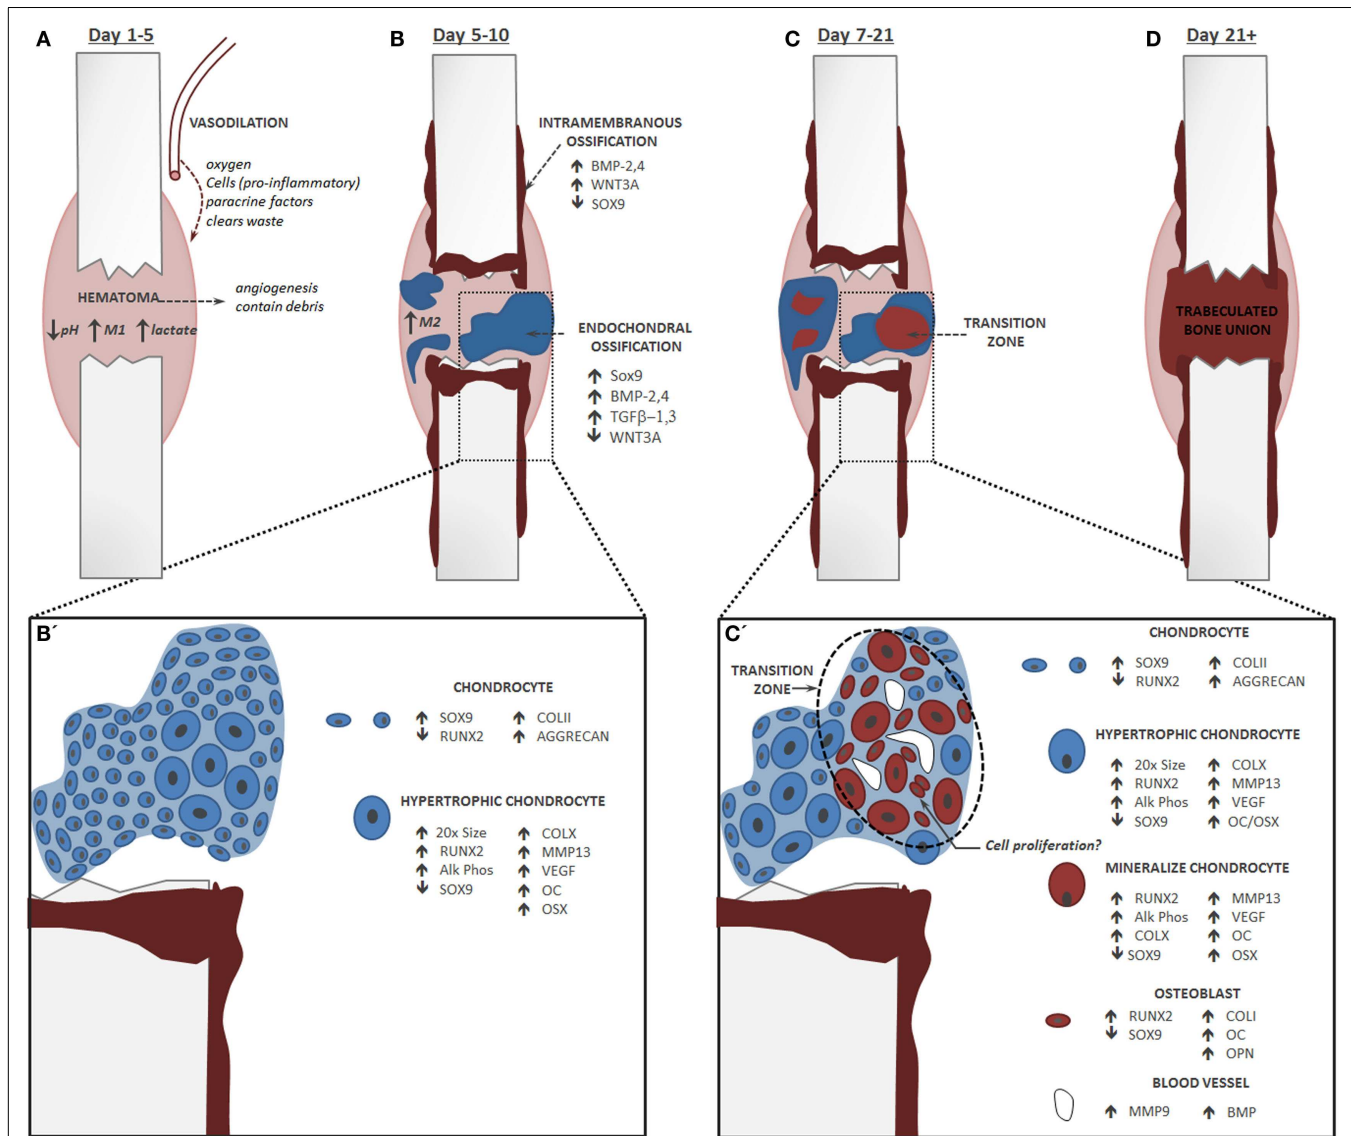 A
Day 1-5
VASODILATION
oxygen
Cells (pro-inflammatory)
paracrine factors
clears waste
HEMATOMA
angiogenesis
contain debris
pH M1 lactate
B
Day 5-10
INTRAMEMBRANOUS
OSSIFICATION
BMP-2,4
WNT3A
SOX9
M2
ENDOCHONDRAL
OSSIFICATION
Sox9
BMP-2,4
TGFβ–1,3
WNT3A
C
Day 7-21
TRANSITION
ZONE
D
Day 21+
TRABECULATED
BONE UNION
B´
CHONDROCYTE
SOX9 COLII
RUNX2 AGGRECAN
HYPERTROPHIC CHONDROCYTE
20x Size COLX
RUNX2 MMP13
Alk Phos VEGF
SOX9 OC
OSX
C´
TRANSITION
ZONE
Cell proliferation?
CHONDROCYTE
SOX9 COLII
RUNX2 AGGRECAN
HYPERTROPHIC CHONDROCYTE
20x Size COLX
RUNX2 MMP13
Alk Phos VEGF
SOX9 OC/OSX
MINERALIZE CHONDROCYTE
RUNX2 MMP13
Alk Phos VEGF
COLX OC
SOX9 OSX
OSTEOBLAST
RUNX2 COLI
SOX9 OC
OPN
BLOOD VESSEL
MMP9 BMP